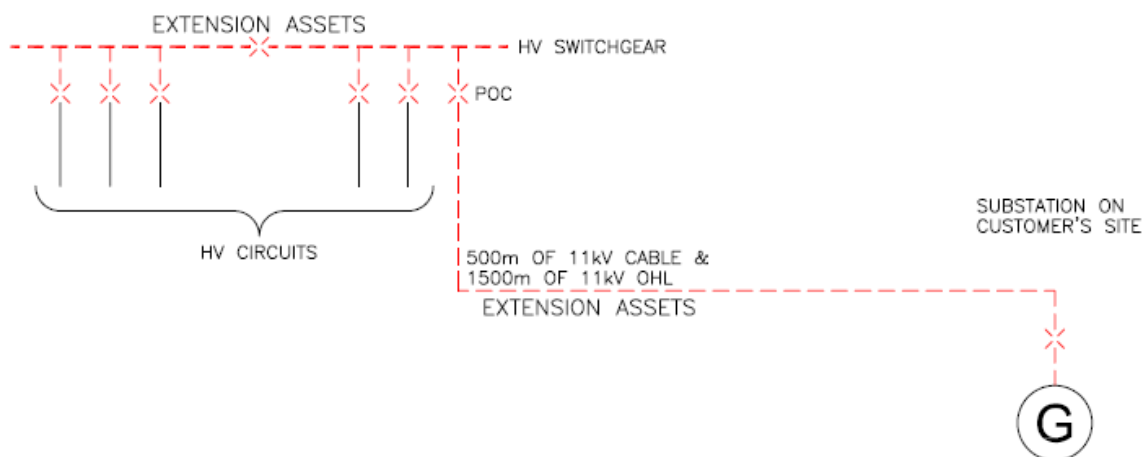 EXTENSION ASSETS
HV SWITCHGEAR
POC
HV CIRCUITS
SUBSTATION ON
CUSTOMER'S SITE
500m OF 11kV CABLE &
1500m OF 11kV OHL
EXTENSION ASSETS
G